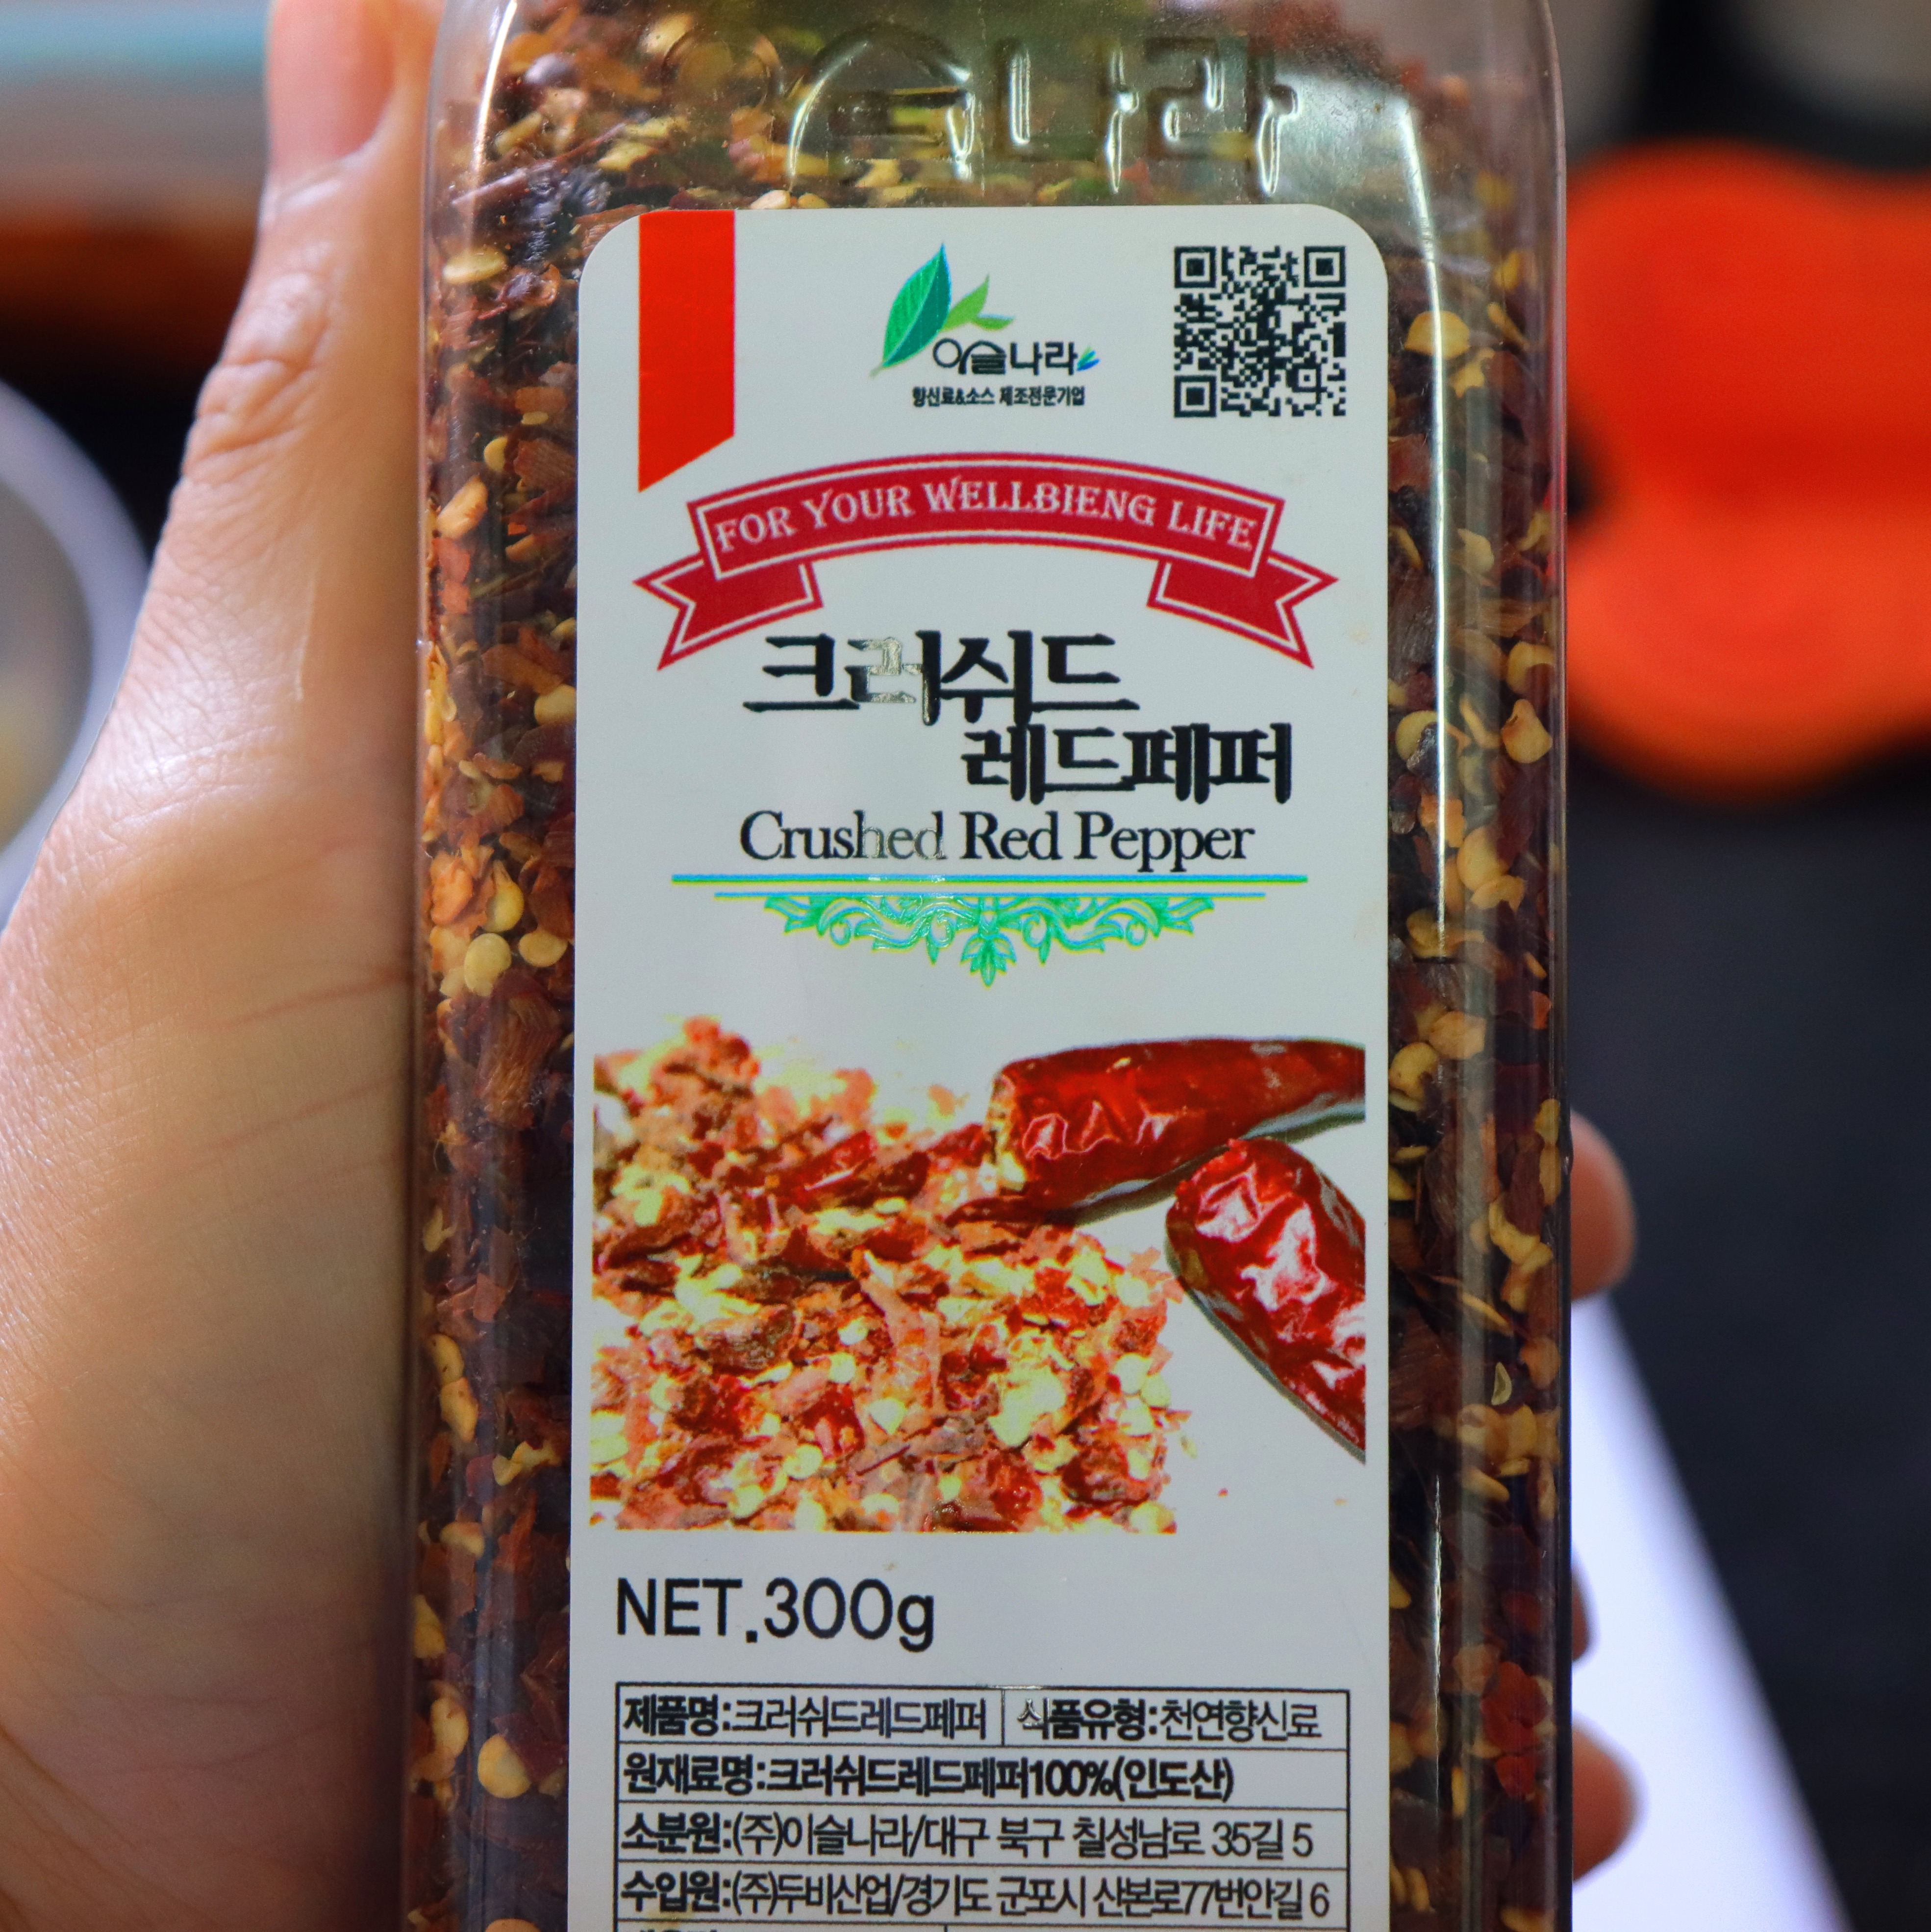 이슬나라
이슬나라
향신료&소스 제조전문기업
FOR YOUR WELLBIENG LIFE
크러쉬드
레드페퍼
Crushed Red Pepper
NET.300g
제품명:크러쉬드레드페퍼 식품유형:천연향신료
원재료명:크러쉬드레드페퍼100%(인도산)
소분원:(주)이슬나라/대구 북구 칠성남로 35길 5
수입원:(주)두비산업/경기도 군포시 산본로77번안길 6